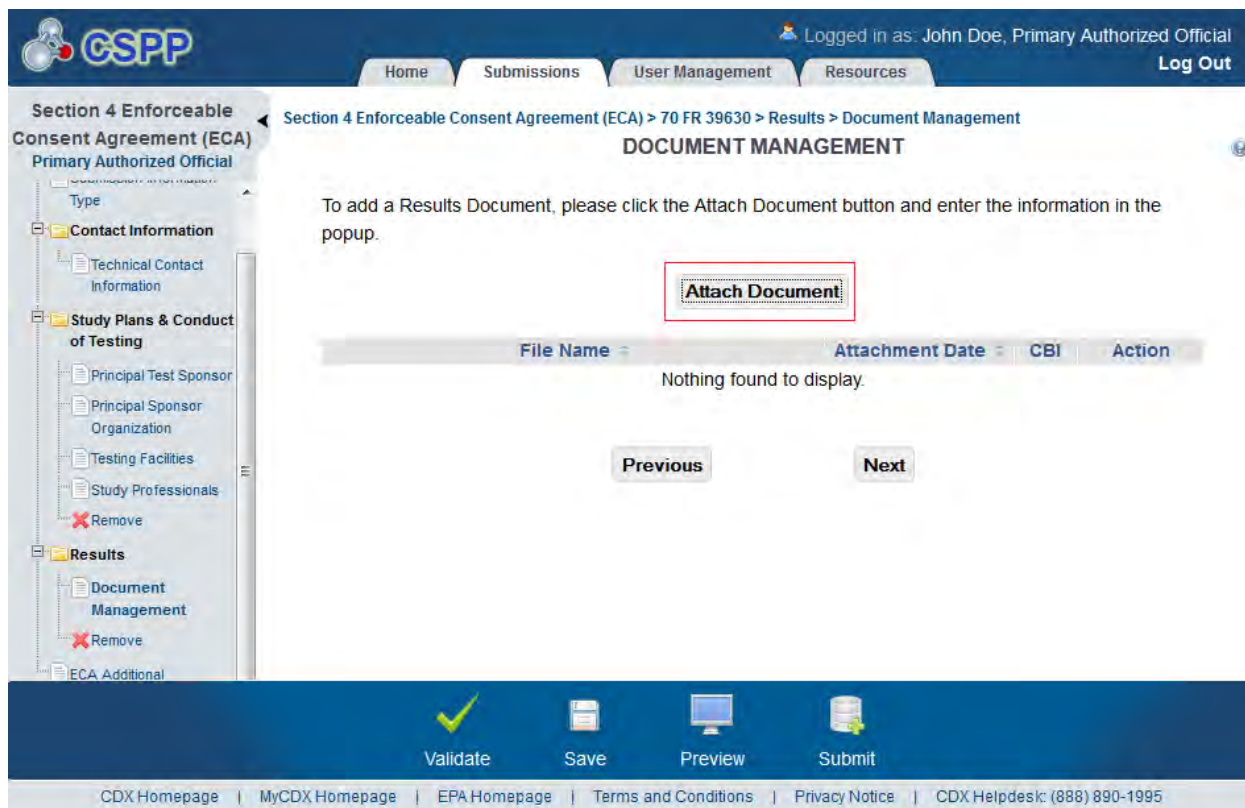 CSPP
Logged in as: John Doe, Primary Authorized Official
Log Out
Home
Submissions
User Management
Resources
Section 4 Enforceable
Consent Agreement (ECA)
Primary Authorized Official
Type
Contact Information
Technical Contact
Information
Study Plans & Conduct
of Testing
Principal Test Sponsor
Principal Sponsor
Organization
Testing Facilities
Study Professionals
Remove
Results
Document
Management
Remove
ECA Additional
Section 4 Enforceable Consent Agreement (ECA) > 70 FR 39630 > Results > Document Management
DOCUMENT MANAGEMENT
To add a Results Document, please click the Attach Document button and enter the information in the
popup.
Attach Document
File Name
Attachment Date
CBI
Action
Nothing found to display.
Previous
Next
Validate
Save
Preview
Submit
CDX Homepage | MyCDX Homepage | EPA Homepage | Terms and Conditions | Privacy Notice | CDX Helpdesk: (888) 890-1995